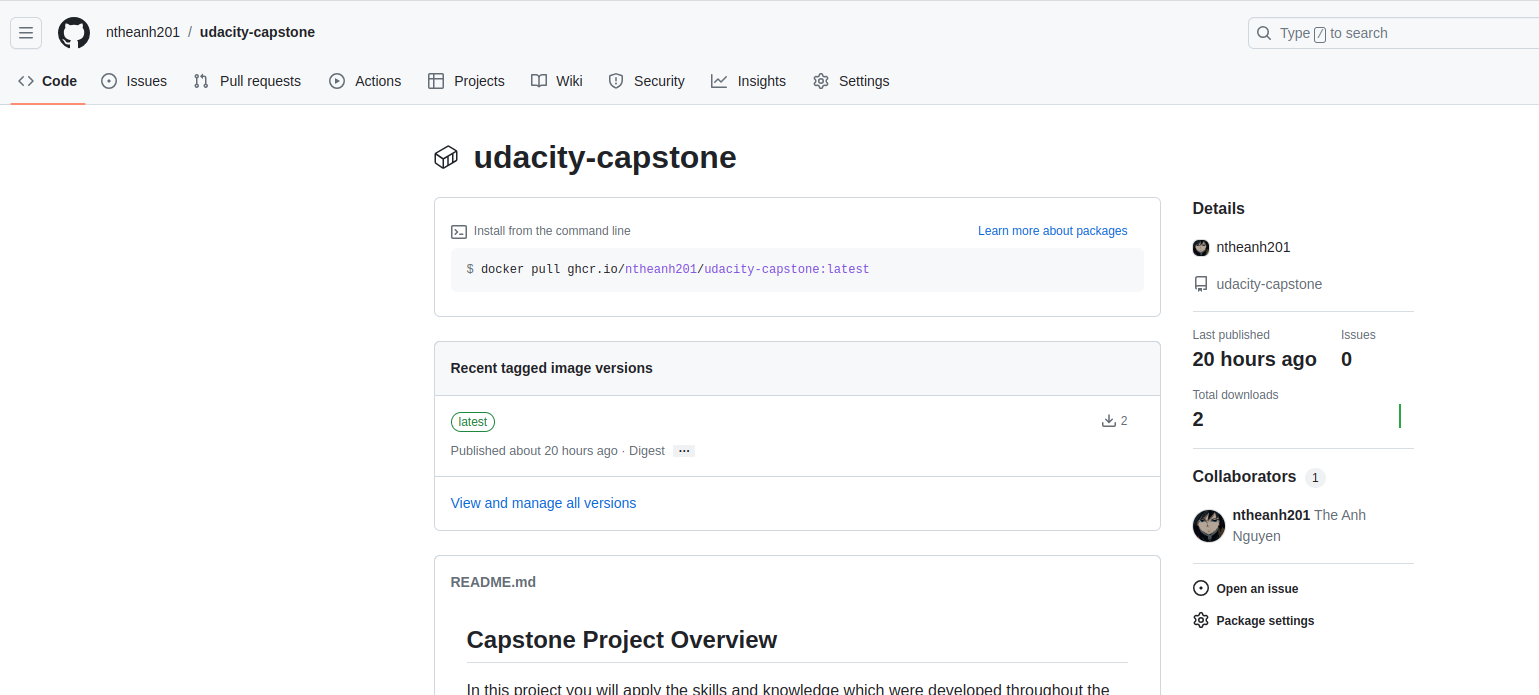 ntheanh201 / udacity-capstone
Type / to search
Code Issues Pull requests Actions Projects Wiki Security Insights Settings
udacity-capstone
Install from the command line
Learn more about packages
$ docker pull ghcr.io/ntheanh201/udacity-capstone:latest
Recent tagged image versions
latest
2
Published about 20 hours ago · Digest ...
View and manage all versions
README.md
Capstone Project Overview
In this project you will apply the skills and knowledge which were developed throughout the
Details
ntheanh201
udacity-capstone
Last published Issues
20 hours ago 0
Total downloads
2
Collaborators 1
ntheanh201 The Anh
Nguyen
Open an issue
Package settings